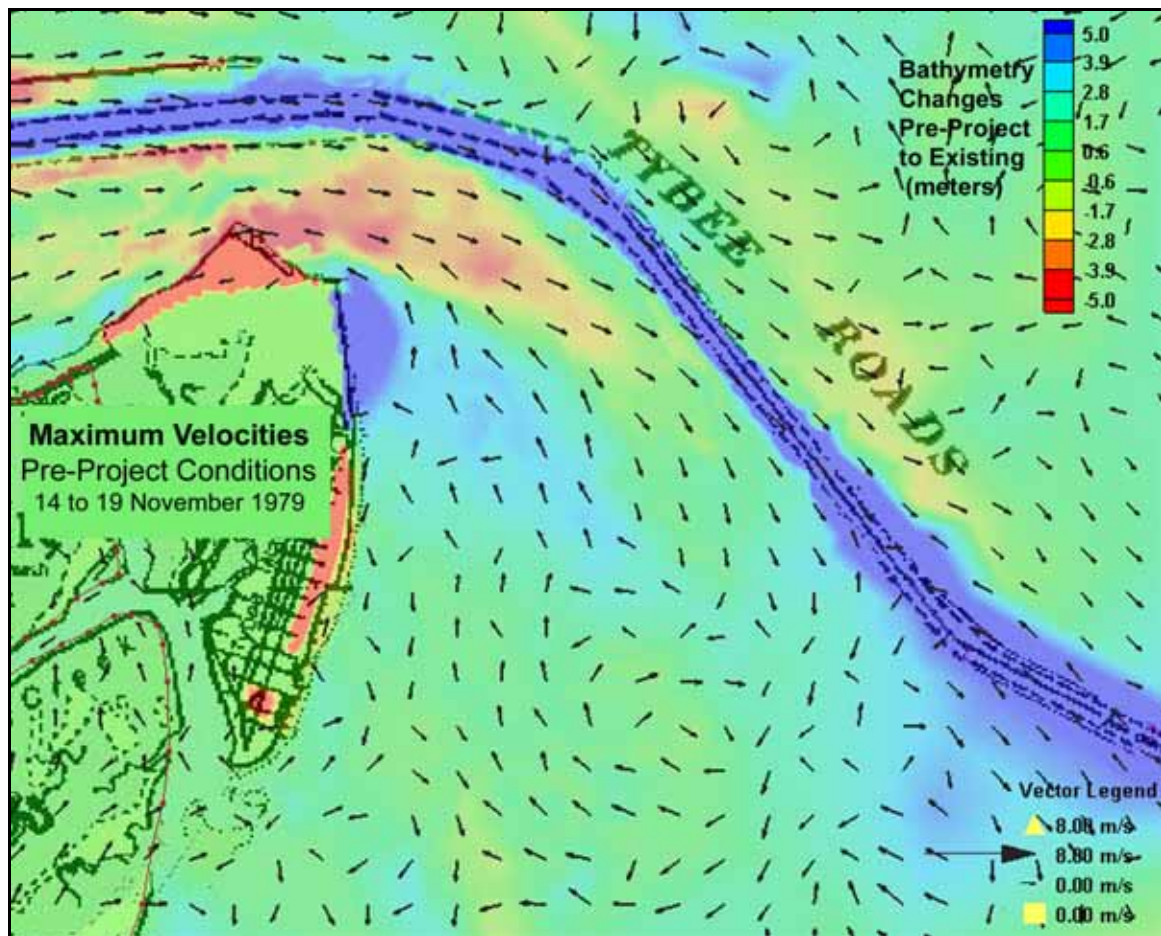 Bathymetry
Changes
Pre-Project
to Existing
(meters)
5.0
3.9
2.8
1.7
0.6
-0.6
-1.7
-2.8
-3.9
-5.0
TYBEE
ROADS
Maximum Velocities
Pre-Project Conditions
14 to 19 November 1979
C r e e k
Vector Legend
8.00 m/s
8.80 m/s
0.00 m/s
0.00 m/s